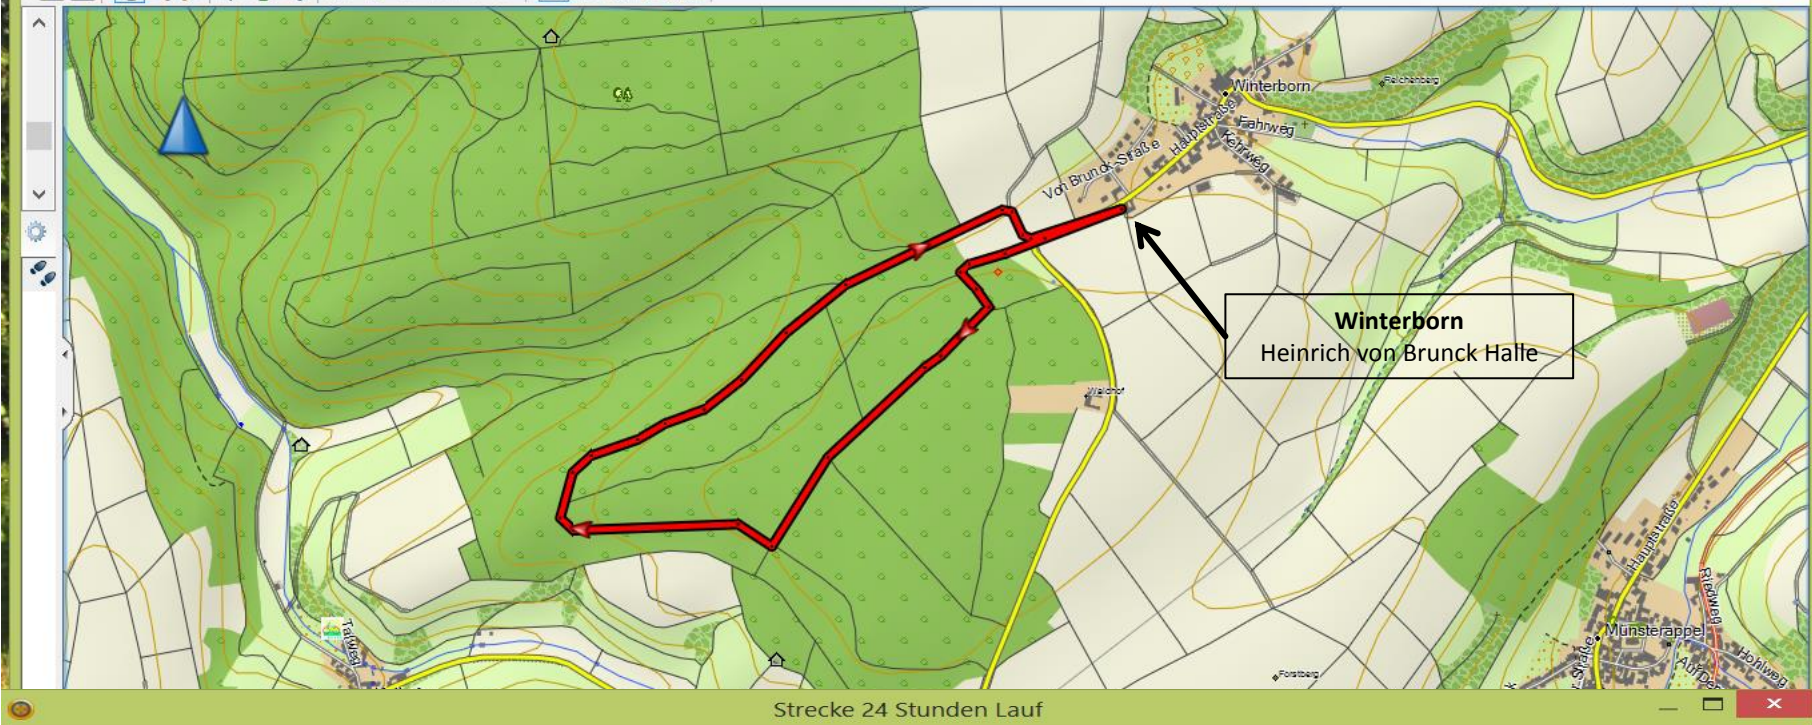 Winterborn
Reichenberg
Hauptstraße
Fahrweg
Kehrweg
Von Brunck-Straße
Winterborn
Heinrich von Brunck Halle
Waldhof
Hauptstraße
Riedweg
Talweg
Münsterappel
Hohlweg
Forstberg
Strecke 24 Stunden Lauf